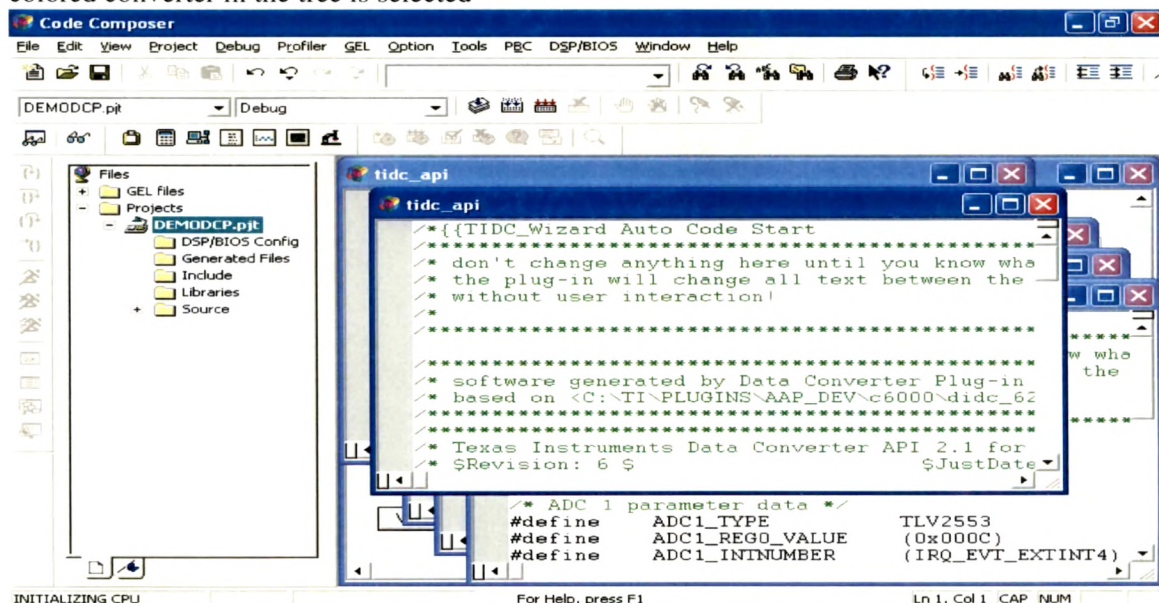 colored converter in the tree is selected
Code Composer
File Edit View Project Debug Profiler GEL Option Tools PBC DSP/BIOS Window Help
DEMODCP.pjt Debug
Files
GEL files
Projects
DEMODCP.pjt
DSP/BIOS Config
Generated Files
Include
Libraries
Source
tidc_api
tidc_api
/*{{TIDC_Wizard Auto Code Start
/****************************************************
/* don't change anything here until you know wha
/* the plug-in will change all text between the
/* without user interaction!
/*
/****************************************************
/****************************************************
/* software generated by Data Converter Plug-in
/* based on <C:\TI\PLUGINS\AAP_DEV\c6000\didc_62
/****************************************************
/****************************************************
/* Texas Instruments Data Converter API 2.1 for
/* $Revision: 6 $ $JustDate
*****
w wha
the
*****
/* ADC 1 parameter data */
#define ADC1_TYPE TLV2553
#define ADC1_REG0_VALUE (0x000C)
#define ADC1_INTNUMBER (IRQ_EVT_EXTINT4)
INITIALIZING CPU For Help, press F1 Ln 1, Col 1 CAP NUM